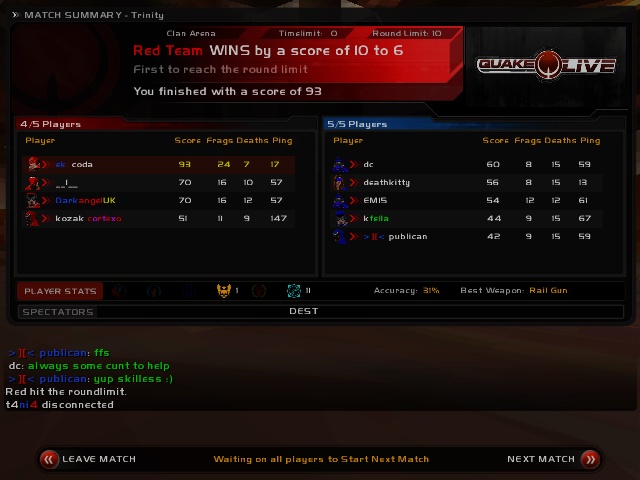 » MATCH SUMMARY - Trinity
Clan Arena Timelimit: 0 Round Limit: 10
Red Team WINS by a score of 10 to 6
First to reach the round limit
You finished with a score of 93
QUAKE LIVE
4/5 Players
Player Score Frags Deaths Ping
sk coda 93 24 7 17
__I__ 70 16 10 57
DarkangelUK 70 16 12 57
kozak cortexo 51 11 9 147
5/5 Players
Player Score Frags Deaths Ping
dc 60 8 15 59
deathkitty 56 8 15 13
EMIS 54 12 12 61
kfella 44 9 15 67
>][< publican 42 9 15 59
PLAYER STATS 1 11 Accuracy: 31% Best Weapon: Rail Gun
SPECTATORS DEST
>][< publican: ffs
dc: always some cunt to help
>][< publican: yup skilless :)
Red hit the roundlimit.
t4ni4 disconnected
LEAVE MATCH Waiting on all players to Start Next Match NEXT MATCH